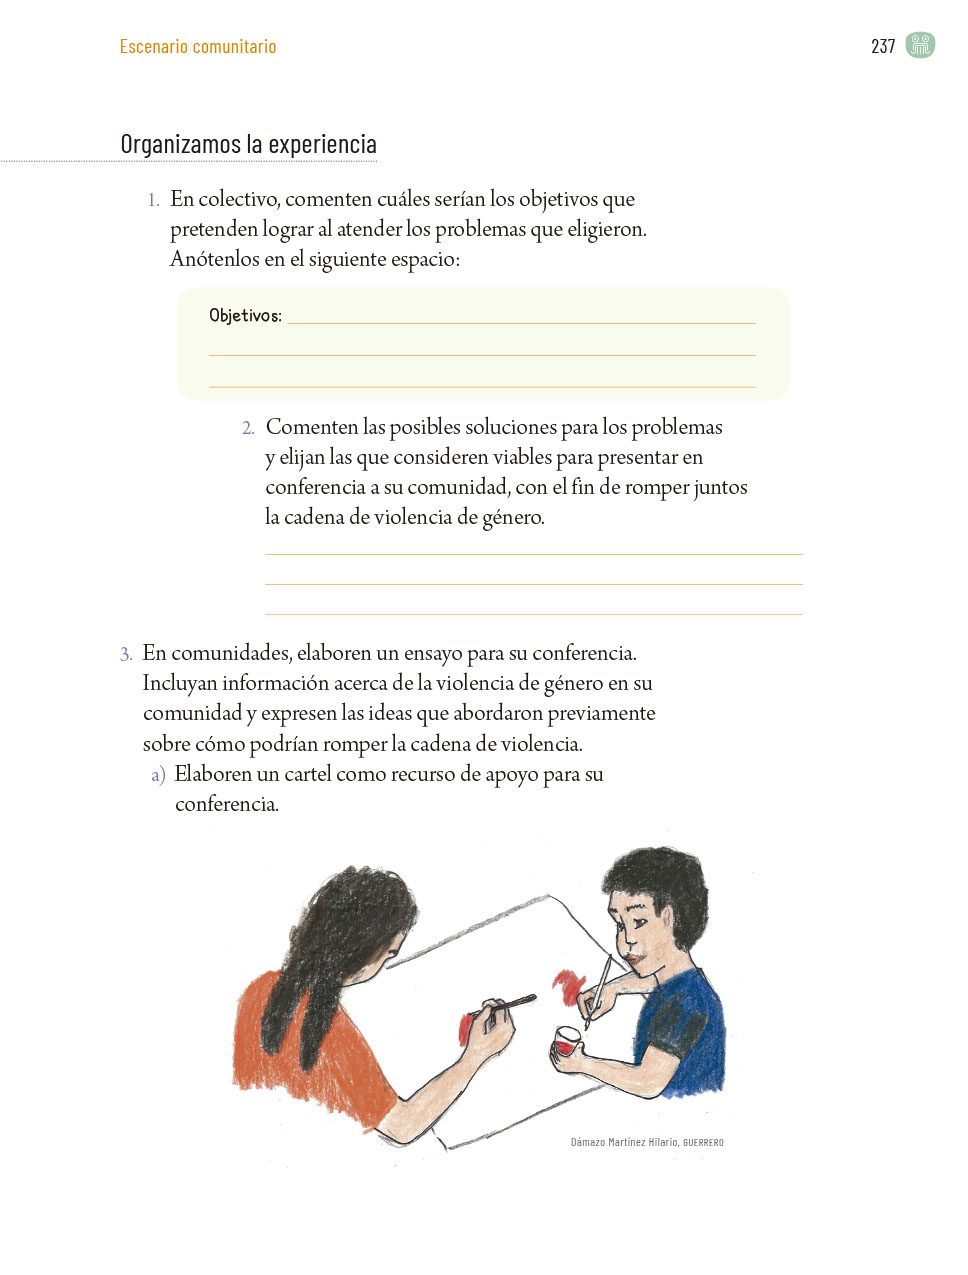 Escenario comunitario
237
Organizamos la experiencia
1. En colectivo, comenten cuáles serían los objetivos que
pretenden lograr al atender los problemas que eligieron.
Anótenlos en el siguiente espacio:
Objetivos:
2. Comenten las posibles soluciones para los problemas
y elijan las que consideren viables para presentar en
conferencia a su comunidad, con el fin de romper juntos
la cadena de violencia de género.
3. En comunidades, elaboren un ensayo para su conferencia.
Incluyan información acerca de la violencia de género en su
comunidad y expresen las ideas que abordaron previamente
sobre cómo podrían romper la cadena de violencia.
a) Elaboren un cartel como recurso de apoyo para su
conferencia.
Dámazo Martínez Hilario, GUERRERO